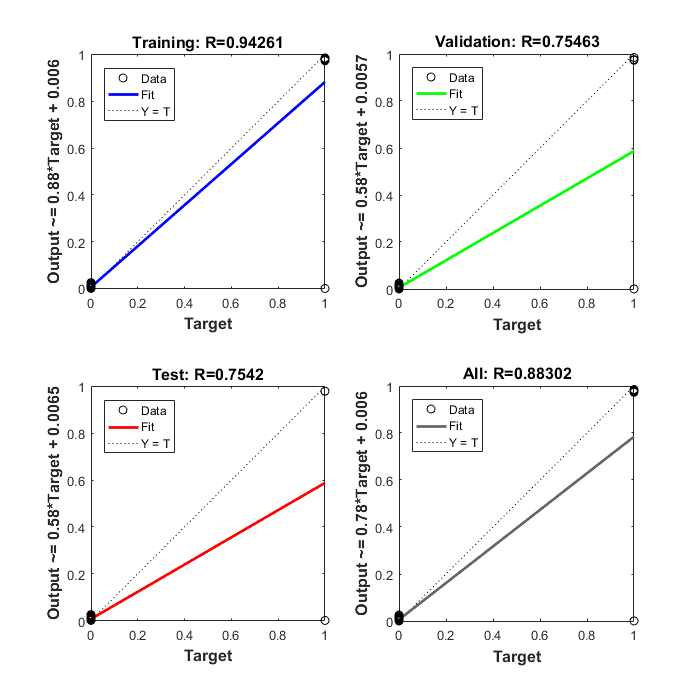 Training: R=0.94261
Output ~= 0.88*Target + 0.006
1
0.8
0.6
0.4
0.2
0
Data
Fit
Y = T
0 0.2 0.4 0.6 0.8 1
Target
Validation: R=0.75463
Output ~= 0.58*Target + 0.0057
1
0.8
0.6
0.4
0.2
0
Data
Fit
Y = T
0 0.2 0.4 0.6 0.8 1
Target
Test: R=0.7542
Output ~= 0.58*Target + 0.0065
1
0.8
0.6
0.4
0.2
0
Data
Fit
Y = T
0 0.2 0.4 0.6 0.8 1
Target
All: R=0.88302
Output ~= 0.78*Target + 0.006
1
0.8
0.6
0.4
0.2
0
Data
Fit
Y = T
0 0.2 0.4 0.6 0.8 1
Target